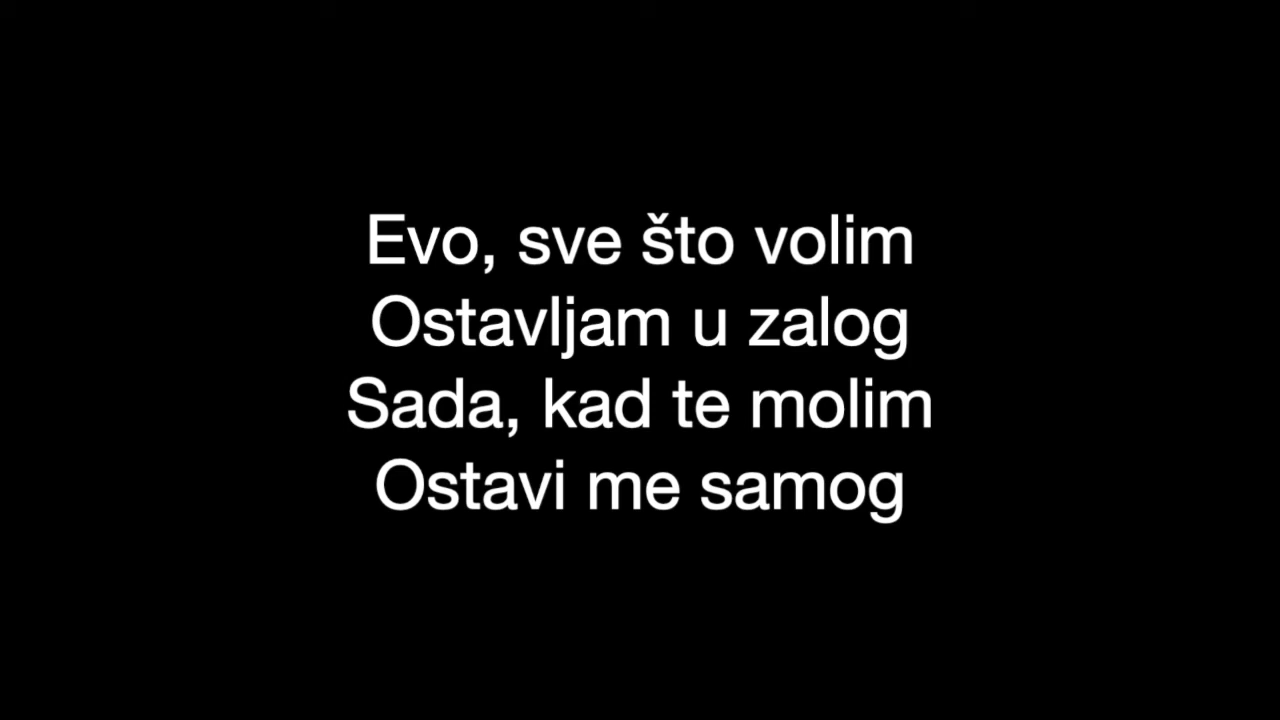 Evo, sve što volim
Ostavljam u zalog
Sada, kad te molim
Ostavi me samog